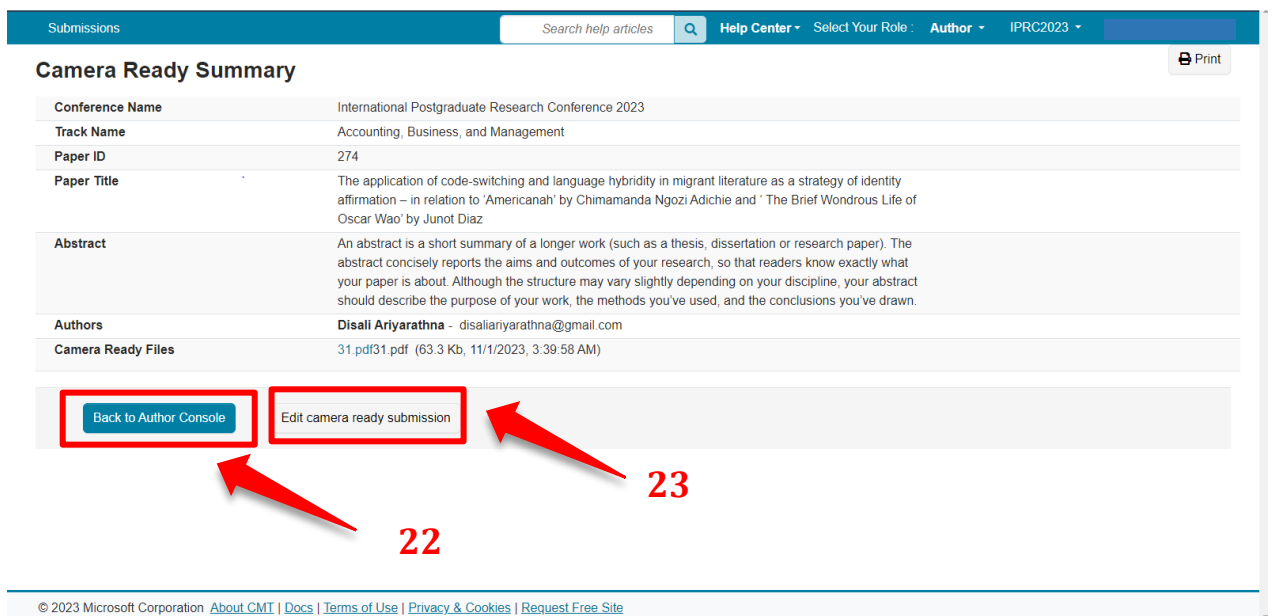 Submissions Search help articles Help Center Select Your Role : Author IPRC2023
Print
Camera Ready Summary
Conference Name International Postgraduate Research Conference 2023
Track Name Accounting, Business, and Management
Paper ID 274
Paper Title The application of code-switching and language hybridity in migrant literature as a strategy of identity
affirmation – in relation to ‘Americanah’ by Chimamanda Ngozi Adichie and ‘ The Brief Wondrous Life of
Oscar Wao’ by Junot Diaz
Abstract An abstract is a short summary of a longer work (such as a thesis, dissertation or research paper). The
abstract concisely reports the aims and outcomes of your research, so that readers know exactly what
your paper is about. Although the structure may vary slightly depending on your discipline, your abstract
should describe the purpose of your work, the methods you’ve used, and the conclusions you’ve drawn.
Authors Disali Ariyarathna - disaliariyarathna@gmail.com
Camera Ready Files 31.pdf31.pdf (63.3 Kb, 11/1/2023, 3:39:58 AM)
Back to Author Console Edit camera ready submission
23
22
© 2023 Microsoft Corporation About CMT | Docs | Terms of Use | Privacy & Cookies | Request Free Site